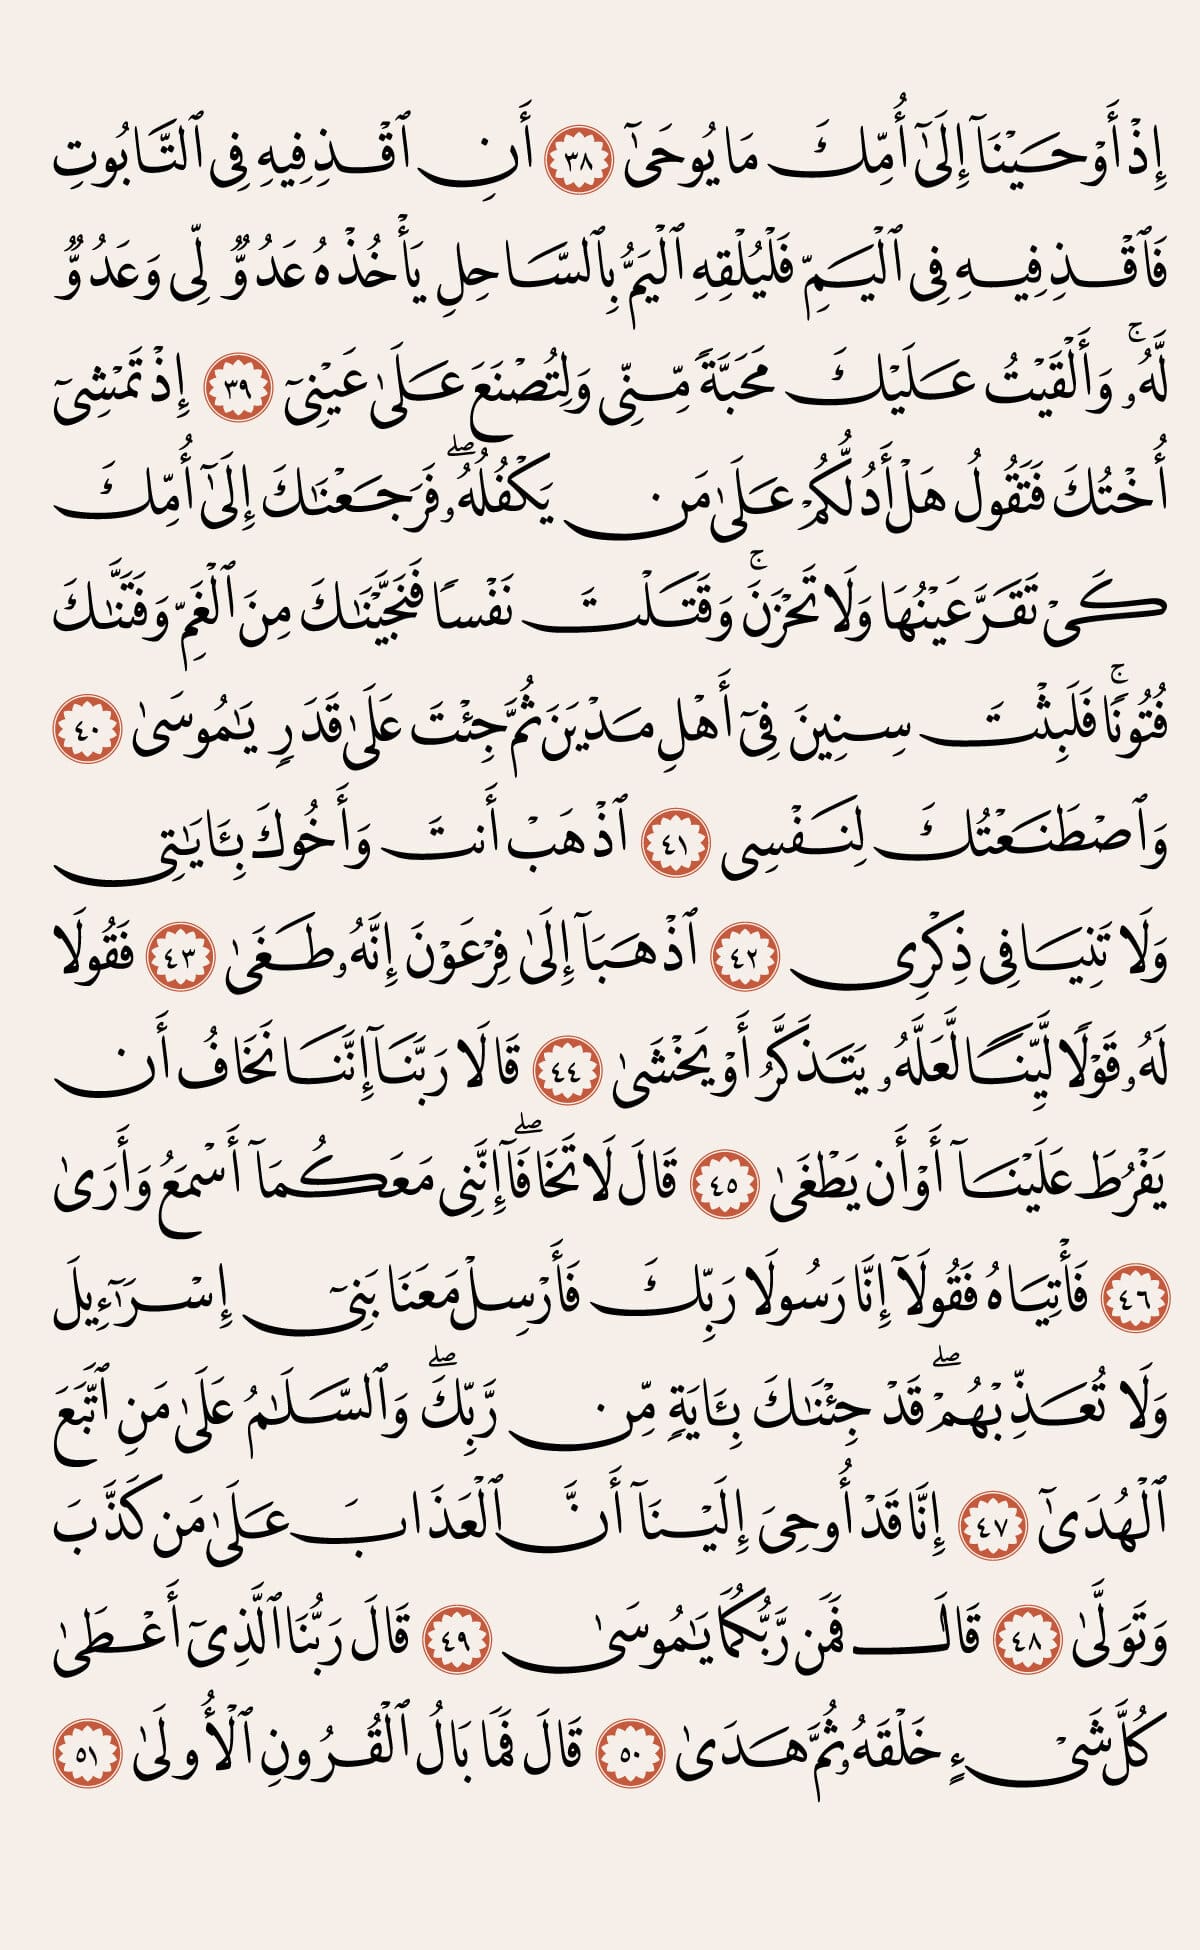 إِذْ أَوْحَيْنَآ إِلَىٰٓ أُمِّكَ مَا يُوحَىٰٓ ٣٨ أَنِ ٱقْذِفِيهِ فِى ٱلتَّابُوتِ
فَٱقْذِفِيهِ فِى ٱلْيَمِّ فَلْيُلْقِهِ ٱلْيَمُّ بِٱلسَّاحِلِ يَأْخُذْهُ عَدُوٌّ لِّى وَعَدُوٌّ
لَّهُۥ ۚ وَأَلْقَيْتُ عَلَيْكَ مَحَبَّةً مِّنِّى وَلِتُصْنَعَ عَلَىٰ عَيْنِىٓ ٣٩ إِذْ تَمْشِىٓ
أُخْتُكَ فَتَقُولُ هَلْ أَدُلُّكُمْ عَلَىٰ مَن يَكْفُلُهُۥ ۖ فَرَجَعْنَـٰكَ إِلَىٰٓ أُمِّكَ
كَىْ تَقَرَّ عَيْنُهَا وَلَا تَحْزَنَ ۚ وَقَتَلْتَ نَفْسًا فَنَجَّيْنَـٰكَ مِنَ ٱلْغَمِّ وَفَتَنَّـٰكَ
فُتُونًا ۚ فَلَبِثْتَ سِنِينَ فِىٓ أَهْلِ مَدْيَنَ ثُمَّ جِئْتَ عَلَىٰ قَدَرٍ يَـٰمُوسَىٰ ٤٠
وَٱصْطَنَعْتُكَ لِنَفْسِى ٤١ ٱذْهَبْ أَنتَ وَأَخُوكَ بِـَٔايَـٰتِى
وَلَا تَنِيَا فِى ذِكْرِى ٤٢ ٱذْهَبَآ إِلَىٰ فِرْعَوْنَ إِنَّهُۥ طَغَىٰ ٤٣ فَقُولَا
لَهُۥ قَوْلًا لَّيِّنًا لَّعَلَّهُۥ يَتَذَكَّرُ أَوْ يَخْشَىٰ ٤٤ قَالَا رَبَّنَآ إِنَّنَا نَخَافُ أَن
يَفْرُطَ عَلَيْنَآ أَوْ أَن يَطْغَىٰ ٤٥ قَالَ لَا تَخَافَآ ۖ إِنَّنِى مَعَكُمَآ أَسْمَعُ وَأَرَىٰ
٤٦ فَأْتِيَاهُ فَقُولَآ إِنَّا رَسُولَا رَبِّكَ فَأَرْسِلْ مَعَنَا بَنِىٓ إِسْرَٰٓءِيلَ
وَلَا تُعَذِّبْهُمْ ۖ قَدْ جِئْنَـٰكَ بِـَٔايَةٍ مِّن رَّبِّكَ ۖ وَٱلسَّلَـٰمُ عَلَىٰ مَنِ ٱتَّبَعَ
ٱلْهُدَىٰٓ ٤٧ إِنَّا قَدْ أُوحِىَ إِلَيْنَآ أَنَّ ٱلْعَذَابَ عَلَىٰ مَن كَذَّبَ
وَتَوَلَّىٰ ٤٨ قَالَ فَمَن رَّبُّكُمَا يَـٰمُوسَىٰ ٤٩ قَالَ رَبُّنَا ٱلَّذِىٓ أَعْطَىٰ
كُلَّ شَىْءٍ خَلْقَهُۥ ثُمَّ هَدَىٰ ٥٠ قَالَ فَمَا بَالُ ٱلْقُرُونِ ٱلْأُولَىٰ ٥١